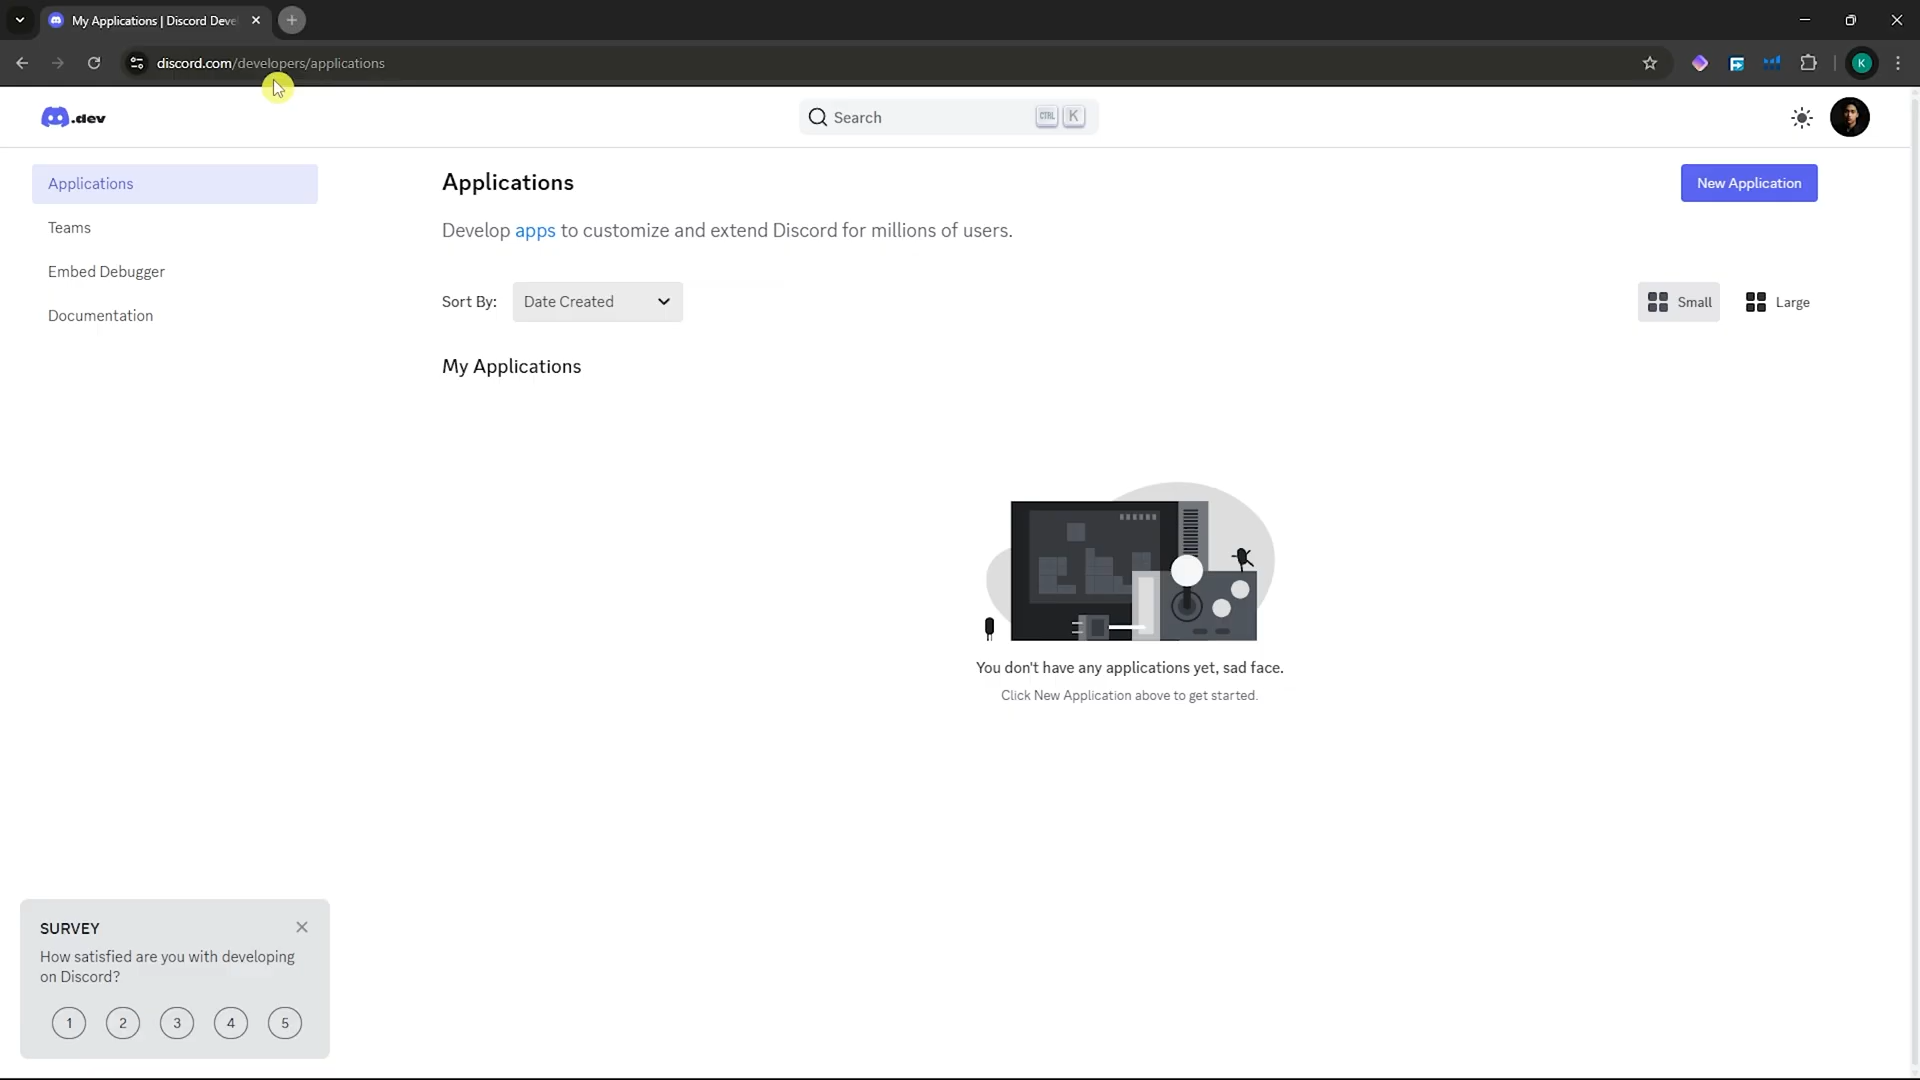 My Applications | Discord Deve
discord.com/developers/applications
K
.dev
Search
CTRL K
Applications
Teams
Embed Debugger
Documentation
Applications
New Application
Develop apps to customize and extend Discord for millions of users.
Sort By:
Date Created
Small
Large
My Applications
You don't have any applications yet, sad face.
Click New Application above to get started.
SURVEY
How satisfied are you with developing
on Discord?
1 2 3 4 5